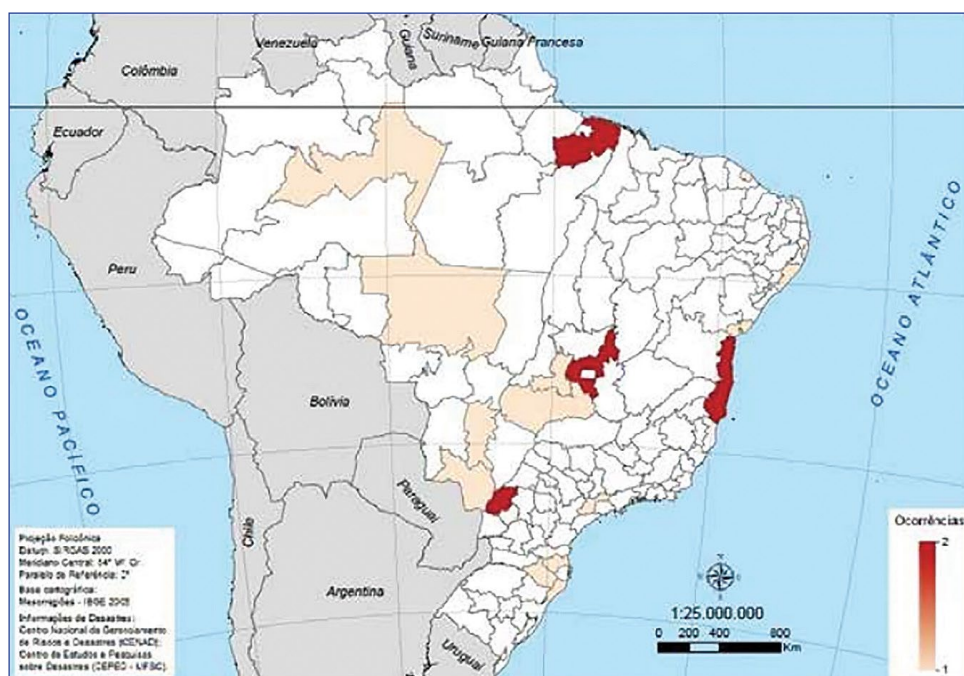 Venezuela
Suriname
Guiana Francesa
Guiana
Colômbia
Ecuador
Peru
OCEANO ATLÂNTICO
OCEANO PACÍFICO
Bolívia
Paraguai
Chile
Argentina
Uruguai
Projeção Policônica
Datum: SIRGAS 2000
Meridiano Central: 54° W. Gr.
Paralelo de Referência: 0°
Base cartográfica:
Mesorregiões - IBGE
Informações de Desastres:
Centro Nacional de Gerenciamento
de Riscos e Desastres (CENAD);
Centro de Estudos e Pesquisas
sobre Desastres (CEPED - UFSC).
1:25.000.000
0 200 400 800
Km
Ocorrências
2
1